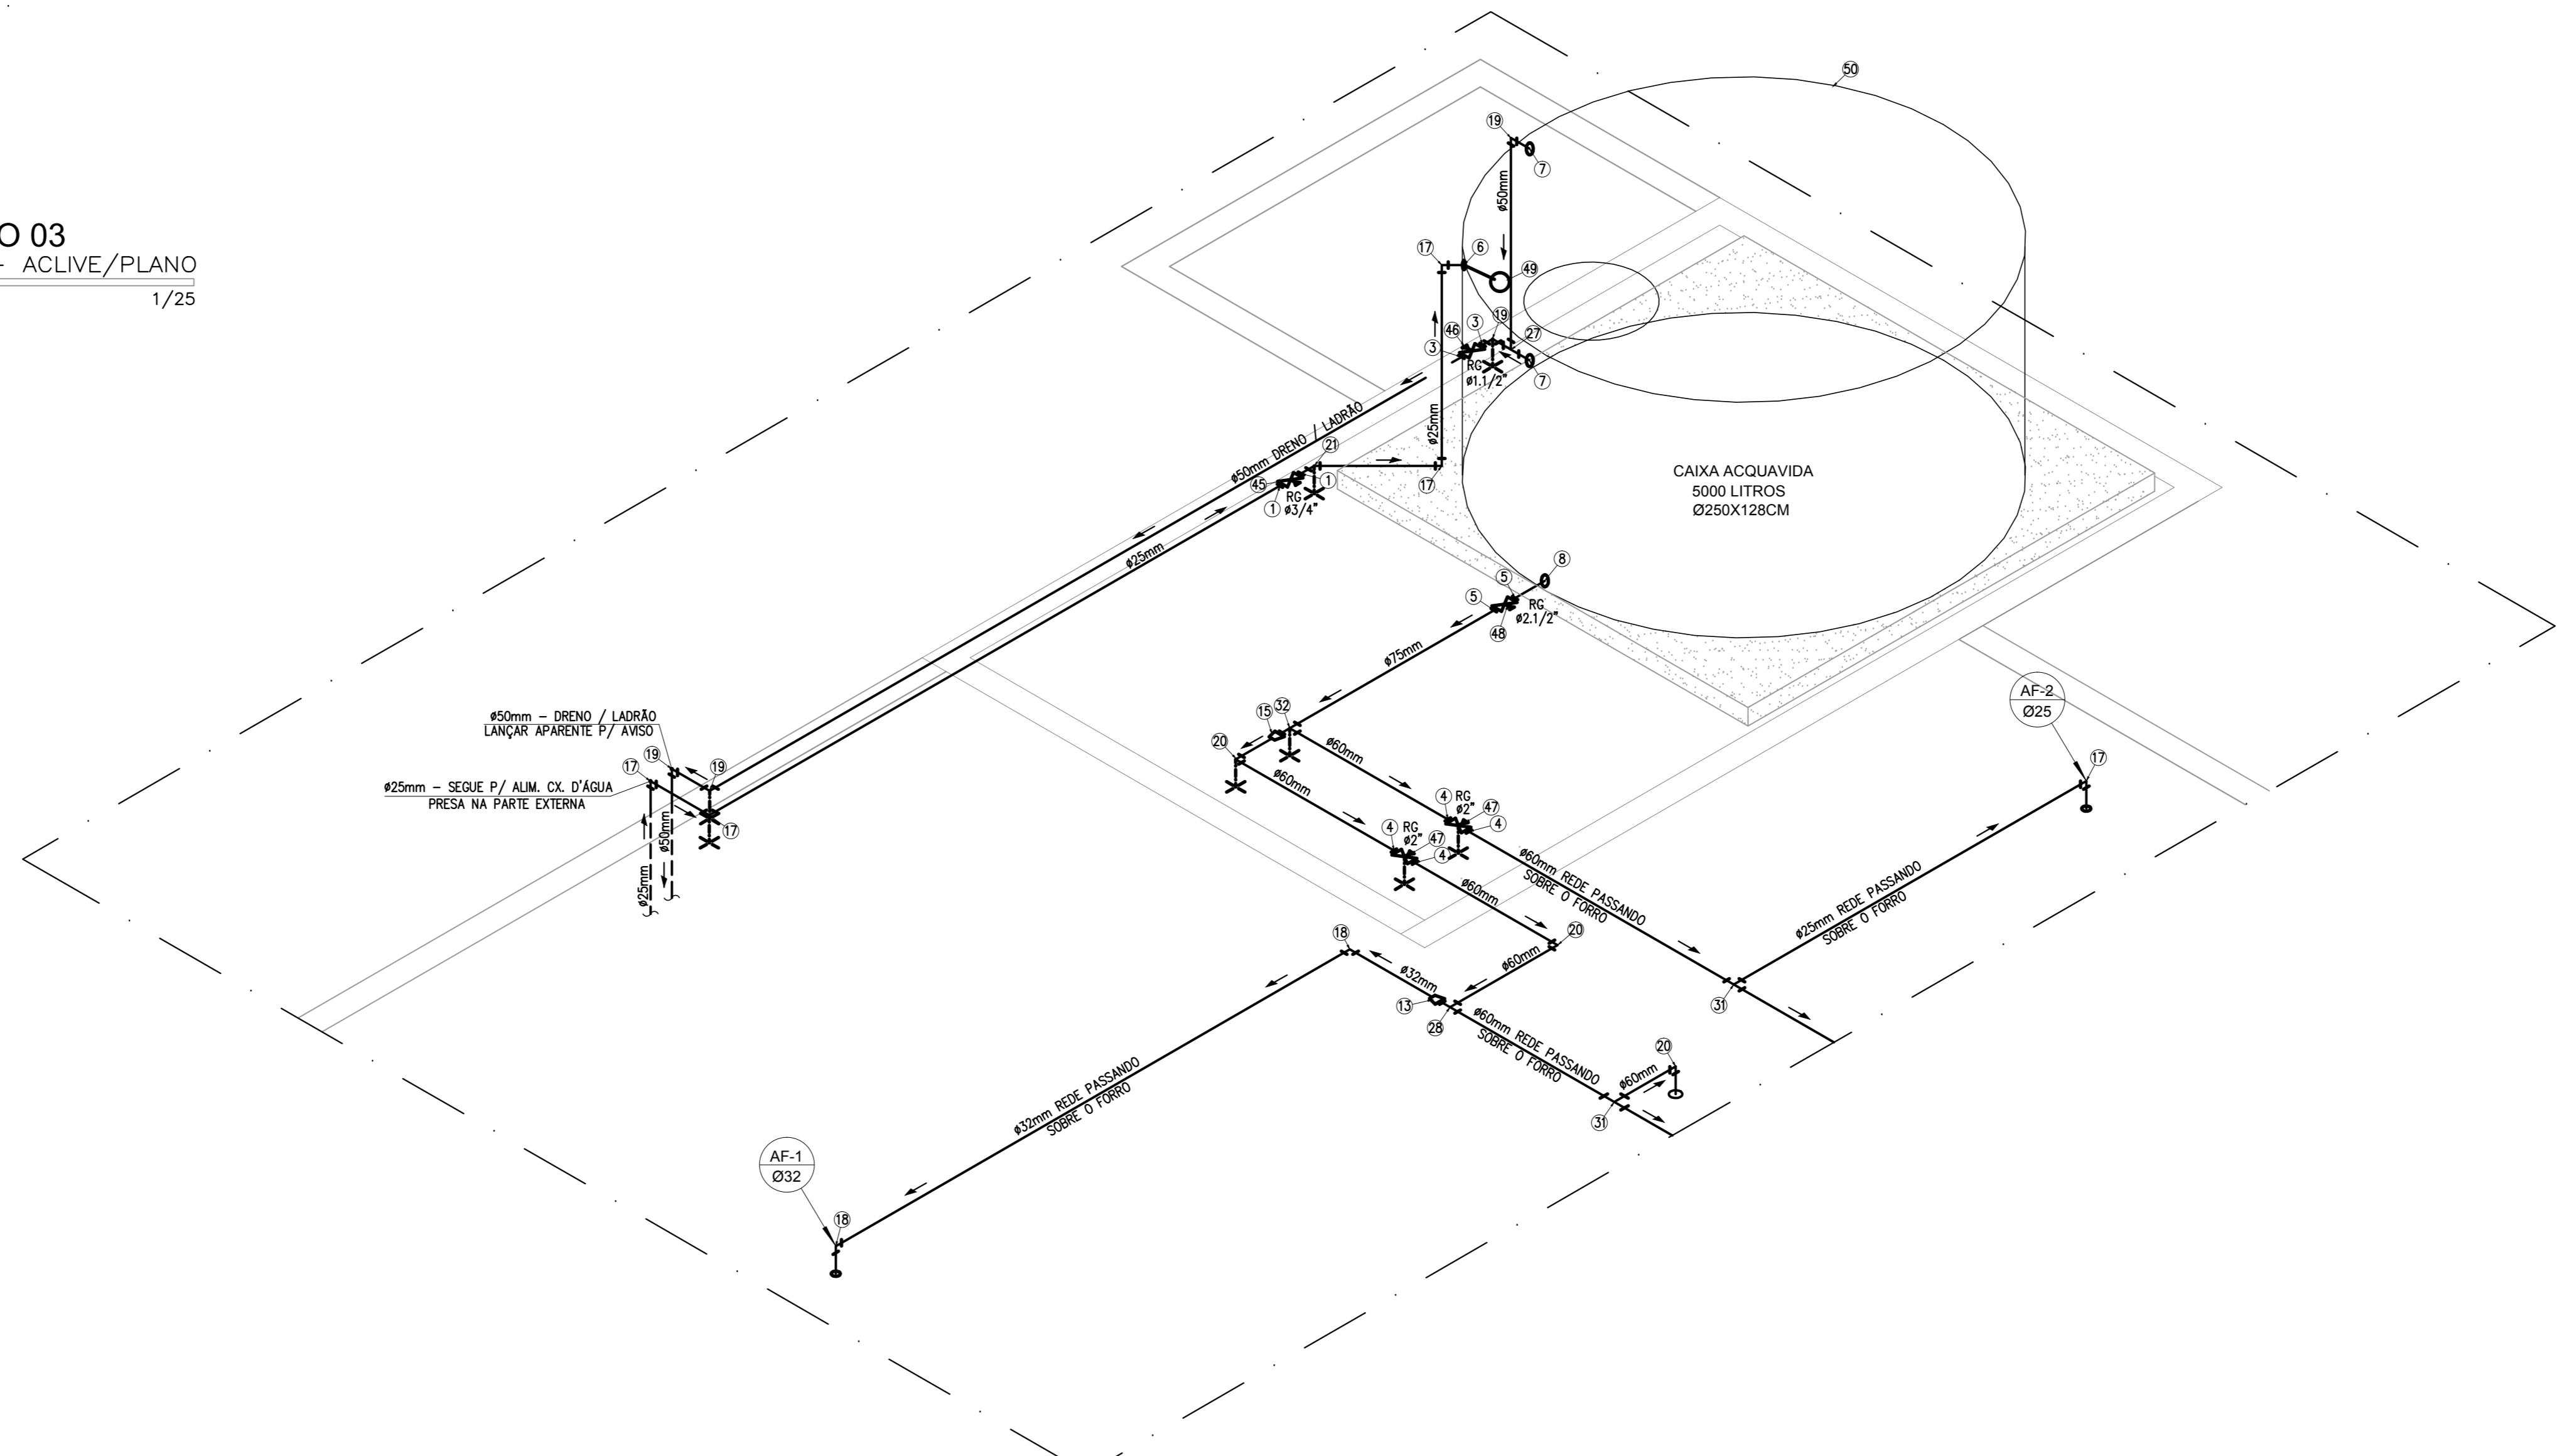 O 03
- ACLIVE/PLANO
1/25
50
19
7
ø50mm
17
6
49
46
3
19
27
3
RG
ø1.1/2"
7
ø25mm
ø50mm DRENO / LADRÃO
21
45
1
17
RG
1
ø3/4"
ø25mm
CAIXA ACQUAVIDA
5000 LITROS
Ø250X128CM
8
5
5
RG
ø2.1/2"
48
ø75mm
AF-2
Ø25
17
15
32
20
ø60mm
ø60mm
ø50mm – DRENO / LADRÃO
LANÇAR APARENTE P/ AVISO
19
19
17
ø25mm – SEGUE P/ ALIM. CX. D'ÁGUA
PRESA NA PARTE EXTERNA
17
ø50mm
ø25mm
4
RG
ø2"
47
4
4
RG
ø2"
47
4
ø60mm REDE PASSANDO
SOBRE O FORRO
ø60mm
ø25mm REDE PASSANDO
SOBRE O FORRO
18
20
ø32mm
ø60mm
13
28
31
ø60mm REDE PASSANDO
SOBRE O FORRO
20
ø60mm
31
ø32mm REDE PASSANDO
SOBRE O FORRO
AF-1
Ø32
18